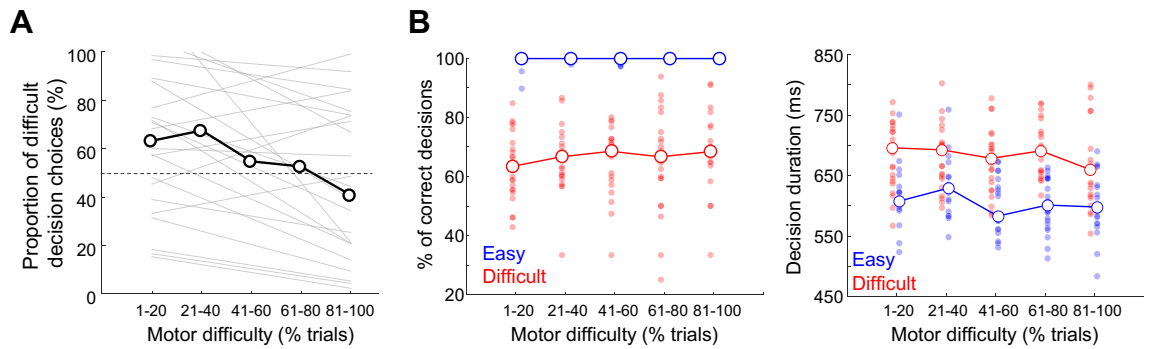 A
Proportion of difficult
decision choices (%)
100
80
60
40
20
0
1-20 21-40 41-60 61-80 81-100
Motor difficulty (% trials)
B
% of correct decisions
100
80
60
40
20
Easy
Difficult
1-20 21-40 41-60 61-80 81-100
Motor difficulty (% trials)
Decision duration (ms)
850
750
650
550
450
Easy
Difficult
1-20 21-40 41-60 61-80 81-100
Motor difficulty (% trials)